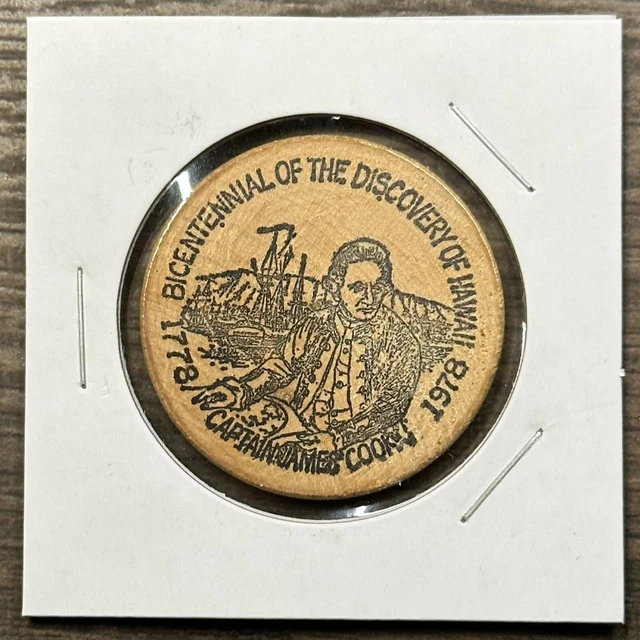 BICENTENNIAL OF THE DISCOVERY OF HAWAII
1778
CAPTAIN JAMES COOK
1978